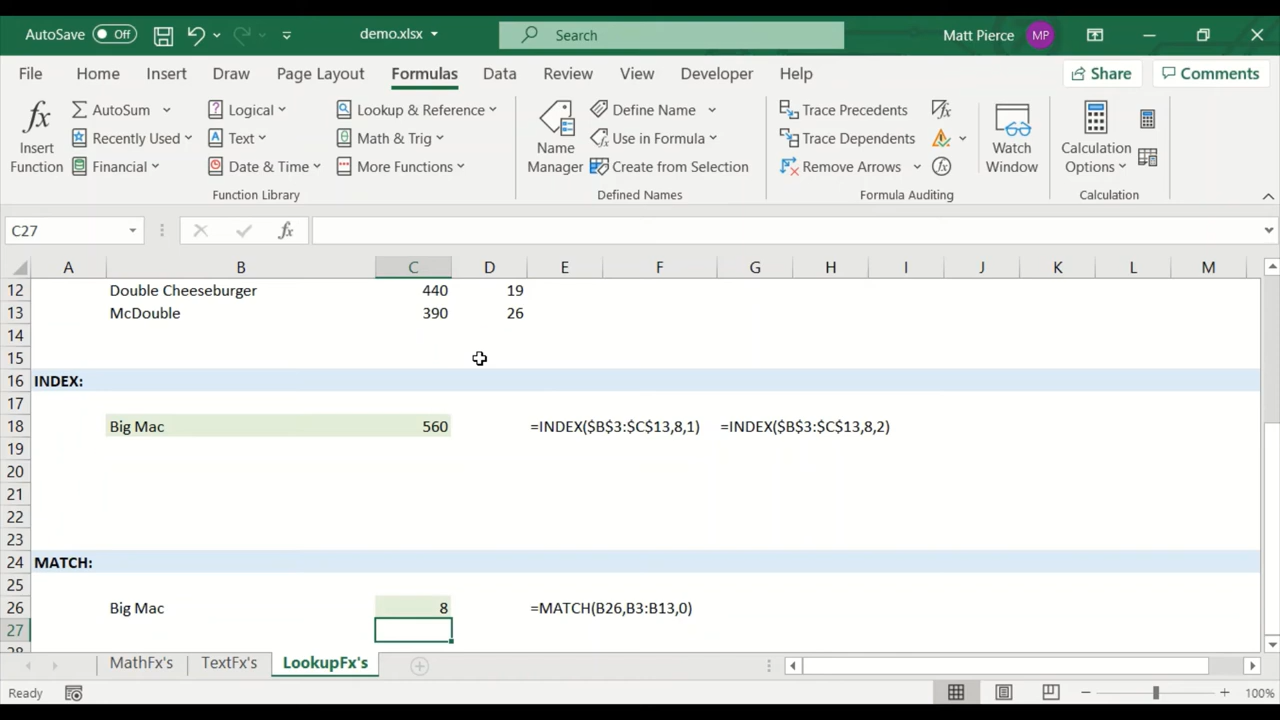 AutoSave Off demo.xlsx Search Matt Pierce MP
File Home Insert Draw Page Layout Formulas Data Review View Developer Help Share Comments
Insert Function
AutoSum
Recently Used
Financial
Logical
Text
Date & Time
Lookup & Reference
Math & Trig
More Functions
Function Library
Name Manager
Define Name
Use in Formula
Create from Selection
Defined Names
Trace Precedents
Trace Dependents
Remove Arrows
Formula Auditing
Watch Window
Calculation Options
Calculation
C27 fx
A B C D E F G H I J K L M
12 Double Cheeseburger 440 19
13 McDouble 390 26
14
15
16 INDEX:
17
18 Big Mac 560 =INDEX($B$3:$C$13,8,1) =INDEX($B$3:$C$13,8,2)
19
20
21
22
23
24 MATCH:
25
26 Big Mac 8 =MATCH(B26,B3:B13,0)
27
28
MathFx's TextFx's LookupFx's
Ready 100%